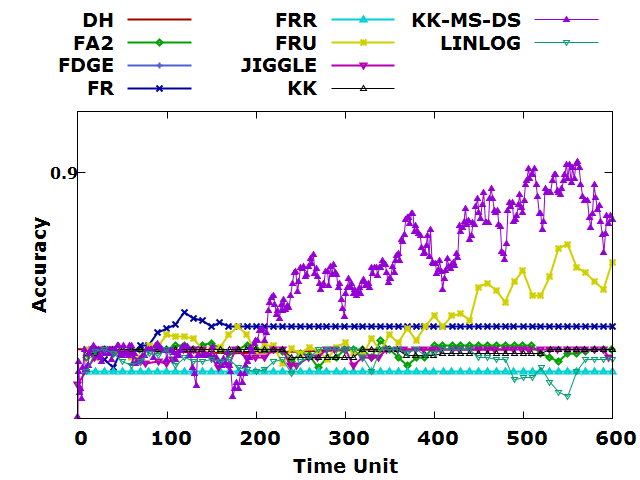 DH FRR KK-MS-DS
FA2 FRU LINLOG
FDGE JIGGLE
FR KK
0.9
Accuracy
0 100 200 300 400 500 600
Time Unit